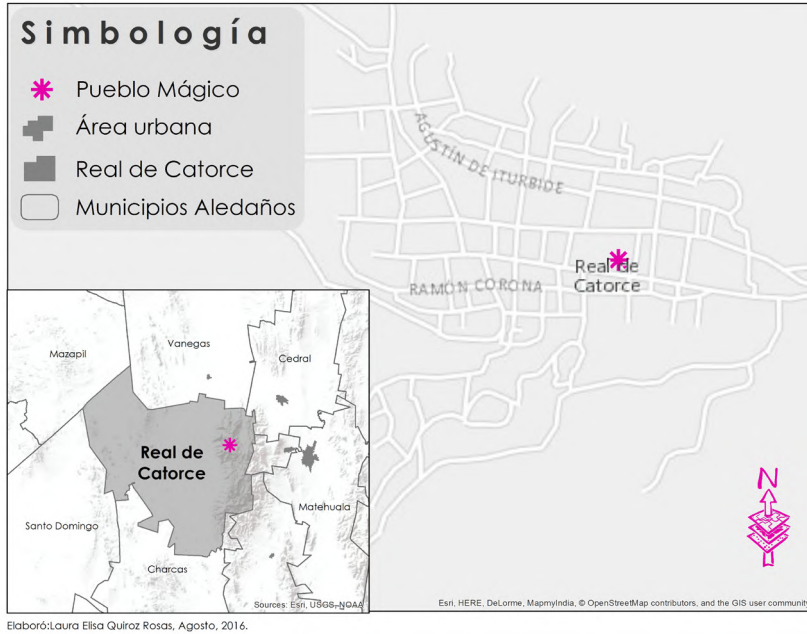 Simbología
Pueblo Mágico
Área urbana
Real de Catorce
Municipios Aledaños
AGUSTÍN DE ITURBIDE
Real de
Catorce
RAMÓN CORONA
Mazapil
Vanegas
Cedral
Real de
Catorce
Matehuala
Santo Domingo
Charcas
Sources: Esri, USGS, NOAA
N
Esri, HERE, DeLorme, MapmyIndia, © OpenStreetMap contributors, and the GIS user community
Elaboró:Laura Elisa Quiroz Rosas, Agosto, 2016.